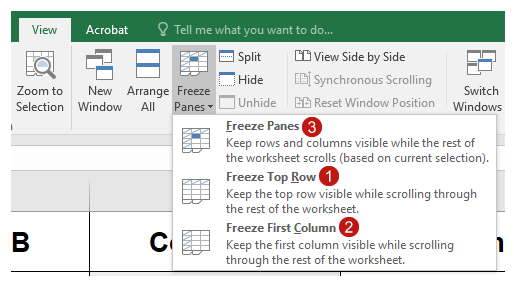 View Acrobat Tell me what you want to do...
Zoom to Selection
New Window
Arrange All
Freeze Panes
Split
Hide
Unhide
View Side by Side
Synchronous Scrolling
Reset Window Position
Switch Windows
Freeze Panes 3
Keep rows and columns visible while the rest of
the worksheet scrolls (based on current selection).
Freeze Top Row 1
Keep the top row visible while scrolling through
the rest of the worksheet.
Freeze First Column 2
Keep the first column visible while scrolling
through the rest of the worksheet.
B
Co
n